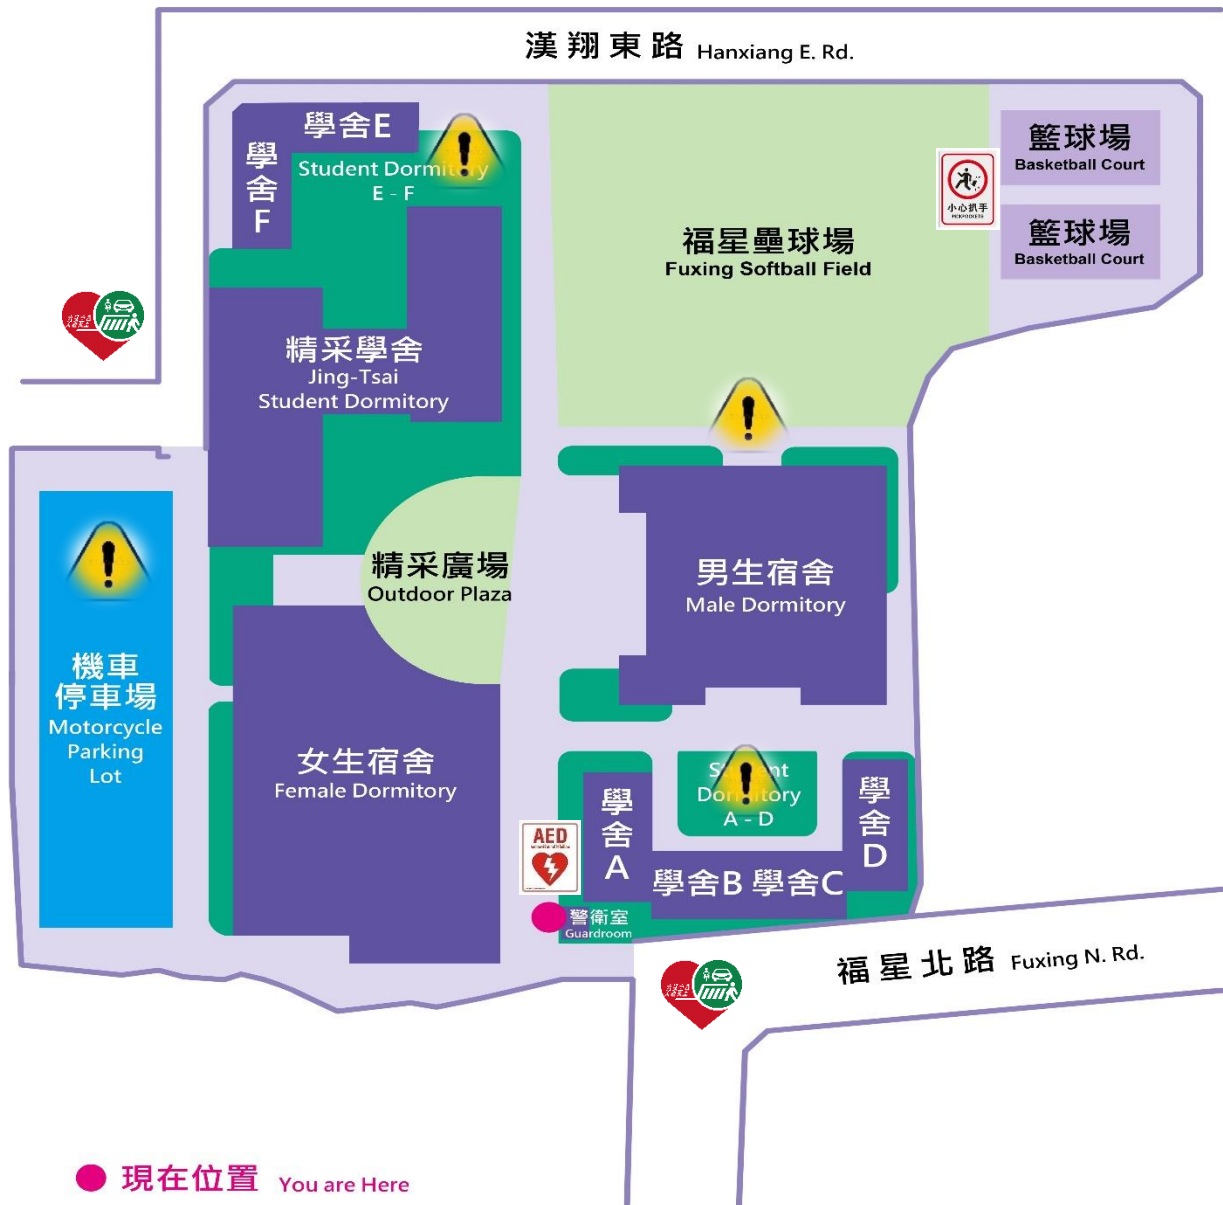 漢翔東路 Hanxiang E. Rd.
學舍E
學舍F
Student Dormitory
E - F
籃球場
Basketball Court
小心扒手
PICKPOCKETS
籃球場
Basketball Court
福星壘球場
Fuxing Softball Field
精采學舍
Jing-Tsai
Student Dormitory
精采廣場
Outdoor Plaza
男生宿舍
Male Dormitory
機車
停車場
Motorcycle
Parking
Lot
女生宿舍
Female Dormitory
Student
Dormitory
A - D
學舍A
學舍B 學舍C
學舍D
AED
警衛室
Guardroom
福星北路 Fuxing N. Rd.
現在位置 You are Here